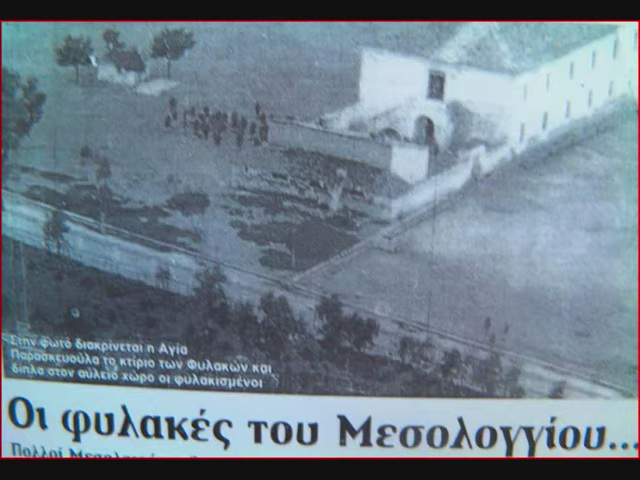 Στην φωτό διακρίνεται η Αγία
Παρασκευούλα το κτίριο των Φυλακών και
δίπλα στον αύλειο χώρο οι φυλακισμένοι
Οι φυλακές του Μεσολογγίου...
Πολλοί